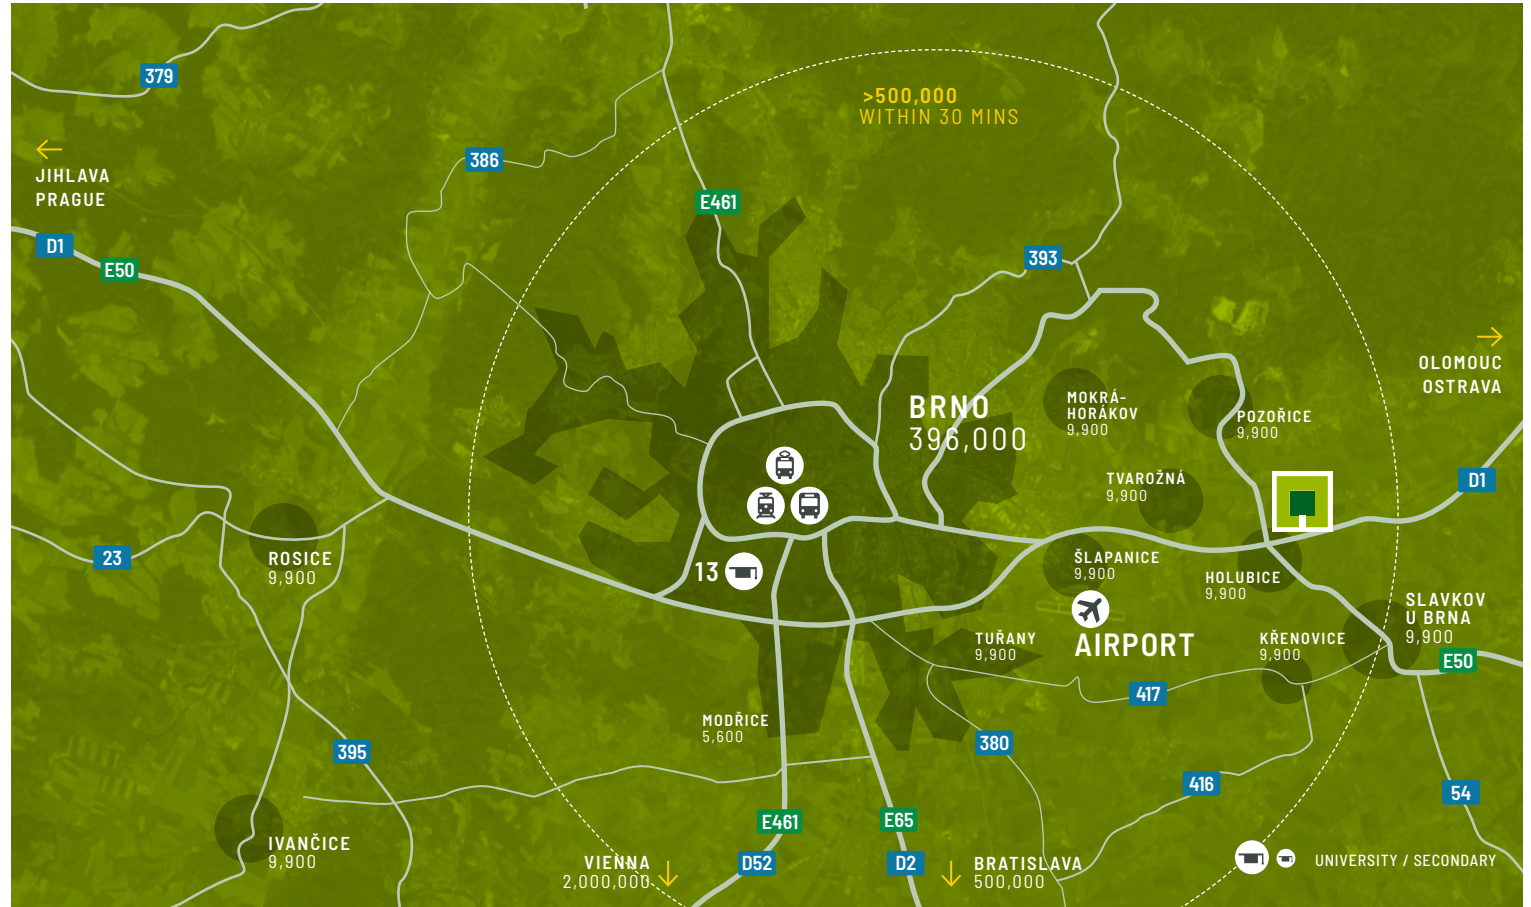 379
>500,000
WITHIN 30 MINS
JIHLAVA
PRAGUE
386
E461
D1
E50
393
OLOMOUC
OSTRAVA
BRNO
396,000
MOKRÁ-
HORÁKOV
9,900
POZOŘICE
9,900
TVAROŽNÁ
9,900
D1
23
ROSICE
9,900
13
ŠLAPANICE
9,900
HOLUBICE
9,900
SLAVKOV
U BRNA
9,900
TUŘANY
9,900
AIRPORT
KŘENOVICE
9,900
E50
417
MODŘICE
5,600
395
380
416
54
E461
E65
IVANČICE
9,900
VIENNA
2,000,000
D52
D2
BRATISLAVA
500,000
UNIVERSITY / SECONDARY